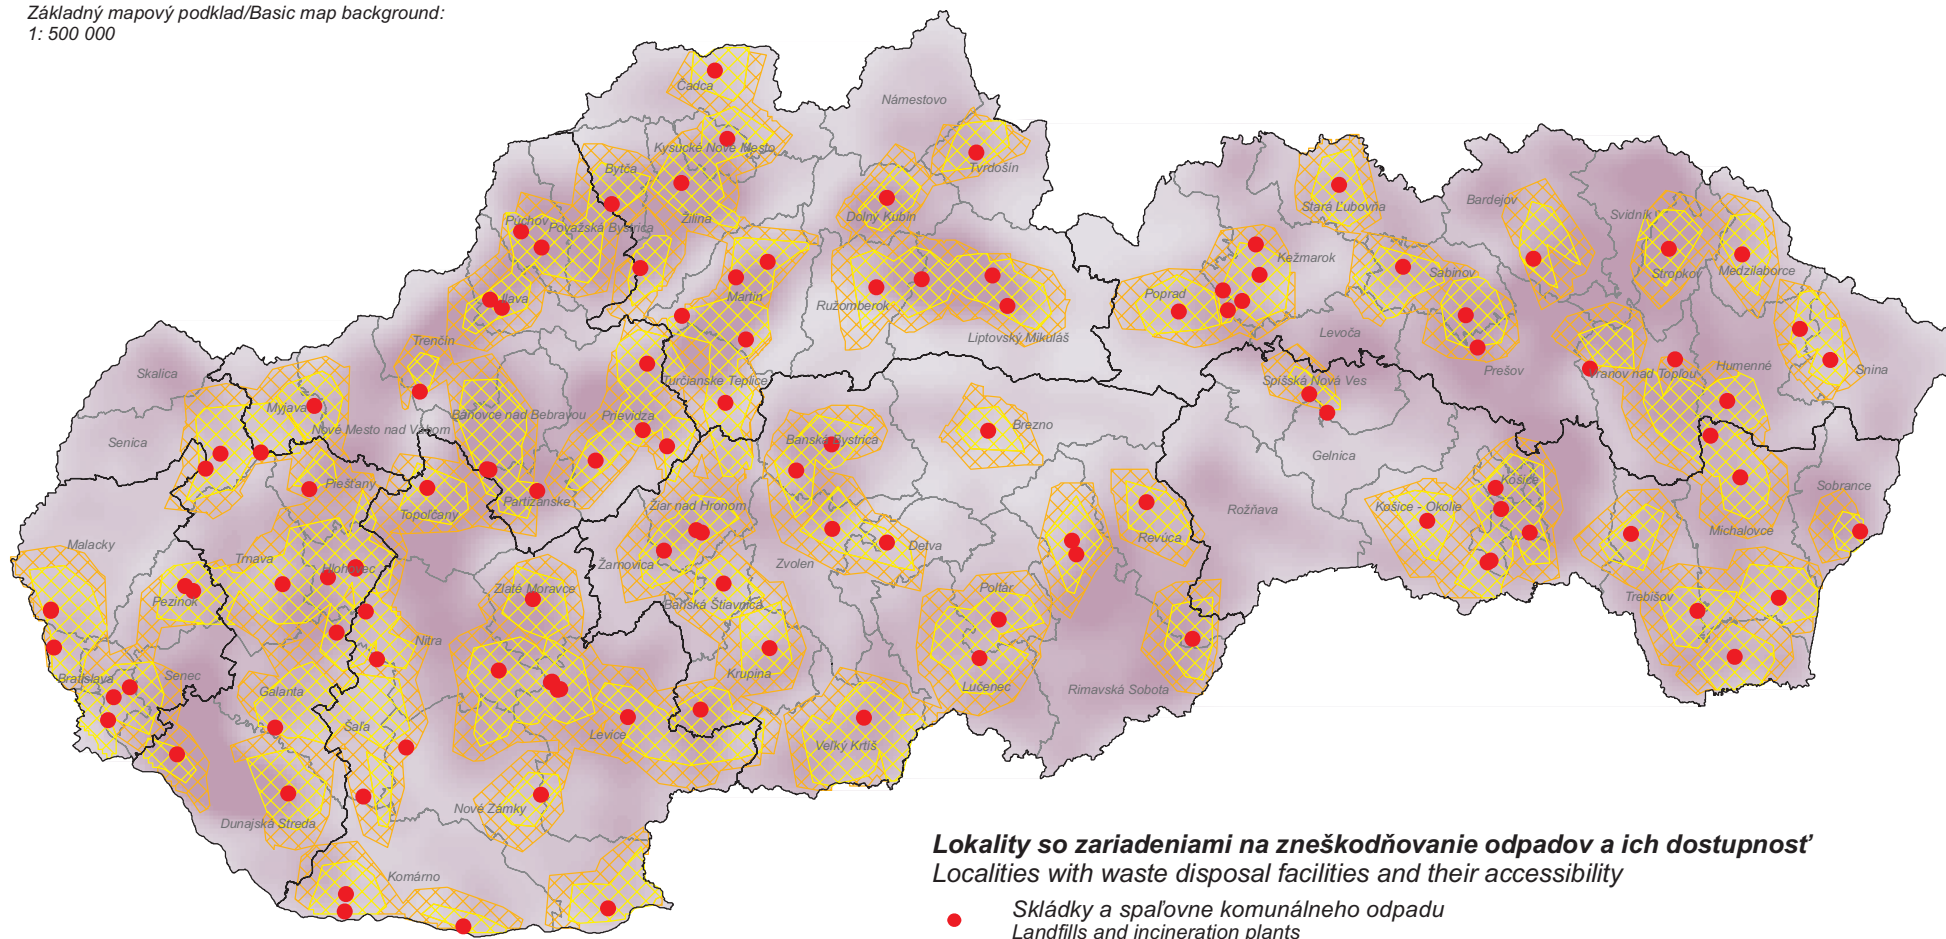 Základný mapový podklad/Basic map background:
1: 500 000
Čadca
Námestovo
Kysucké Nové Mesto
Tvrdošín
Bytča
Stará Ľubovňa
Bardejov
Svidník
Púchov
Považská Bystrica
Žilina
Dolný Kubín
Kežmarok
Sabinov
Stropkov
Medzilaborce
Ilava
Martin
Ružomberok
Poprad
Liptovský Mikuláš
Levoča
Trenčín
Prešov
Humenné
Snina
Skalica
Turčianske Teplice
Spišská Nová Ves
Vranov nad Topľou
Myjava
Nové Mesto nad Váhom
Bánovce nad Bebravou
Prievidza
Brezno
Senica
Banská Bystrica
Gelnica
Košice
Piešťany
Sobrance
Partizánske
Topoľčany
Žiar nad Hronom
Košice - Okolie
Rožňava
Michalovce
Malacky
Trnava
Hlohovec
Žarnovica
Zvolen
Detva
Revúca
Pezinok
Zlaté Moravce
Banská Štiavnica
Poltár
Trebišov
Nitra
Bratislava
Senec
Galanta
Krupina
Lučenec
Rimavská Sobota
Šaľa
Levice
Veľký Krtíš
Nové Zámky
Dunajská Streda
Komárno
Lokality so zariadeniami na zneškodňovanie odpadov a ich dostupnosť
Localities with waste disposal facilities and their accessibility
Skládky a spaľovne komunálneho odpadu
Landfills and incineration plants